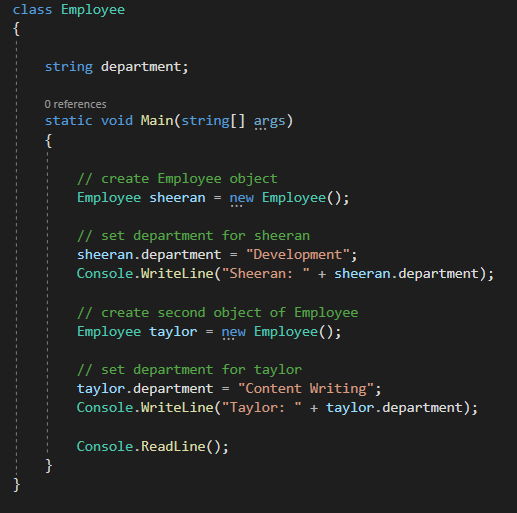 class Employee
{
string department;
0 references
static void Main(string[] args)
{
// create Employee object
Employee sheeran = new Employee();
// set department for sheeran
sheeran.department = "Development";
Console.WriteLine("Sheeran: " + sheeran.department);
// create second object of Employee
Employee taylor = new Employee();
// set department for taylor
taylor.department = "Content Writing";
Console.WriteLine("Taylor: " + taylor.department);
Console.ReadLine();
}
}